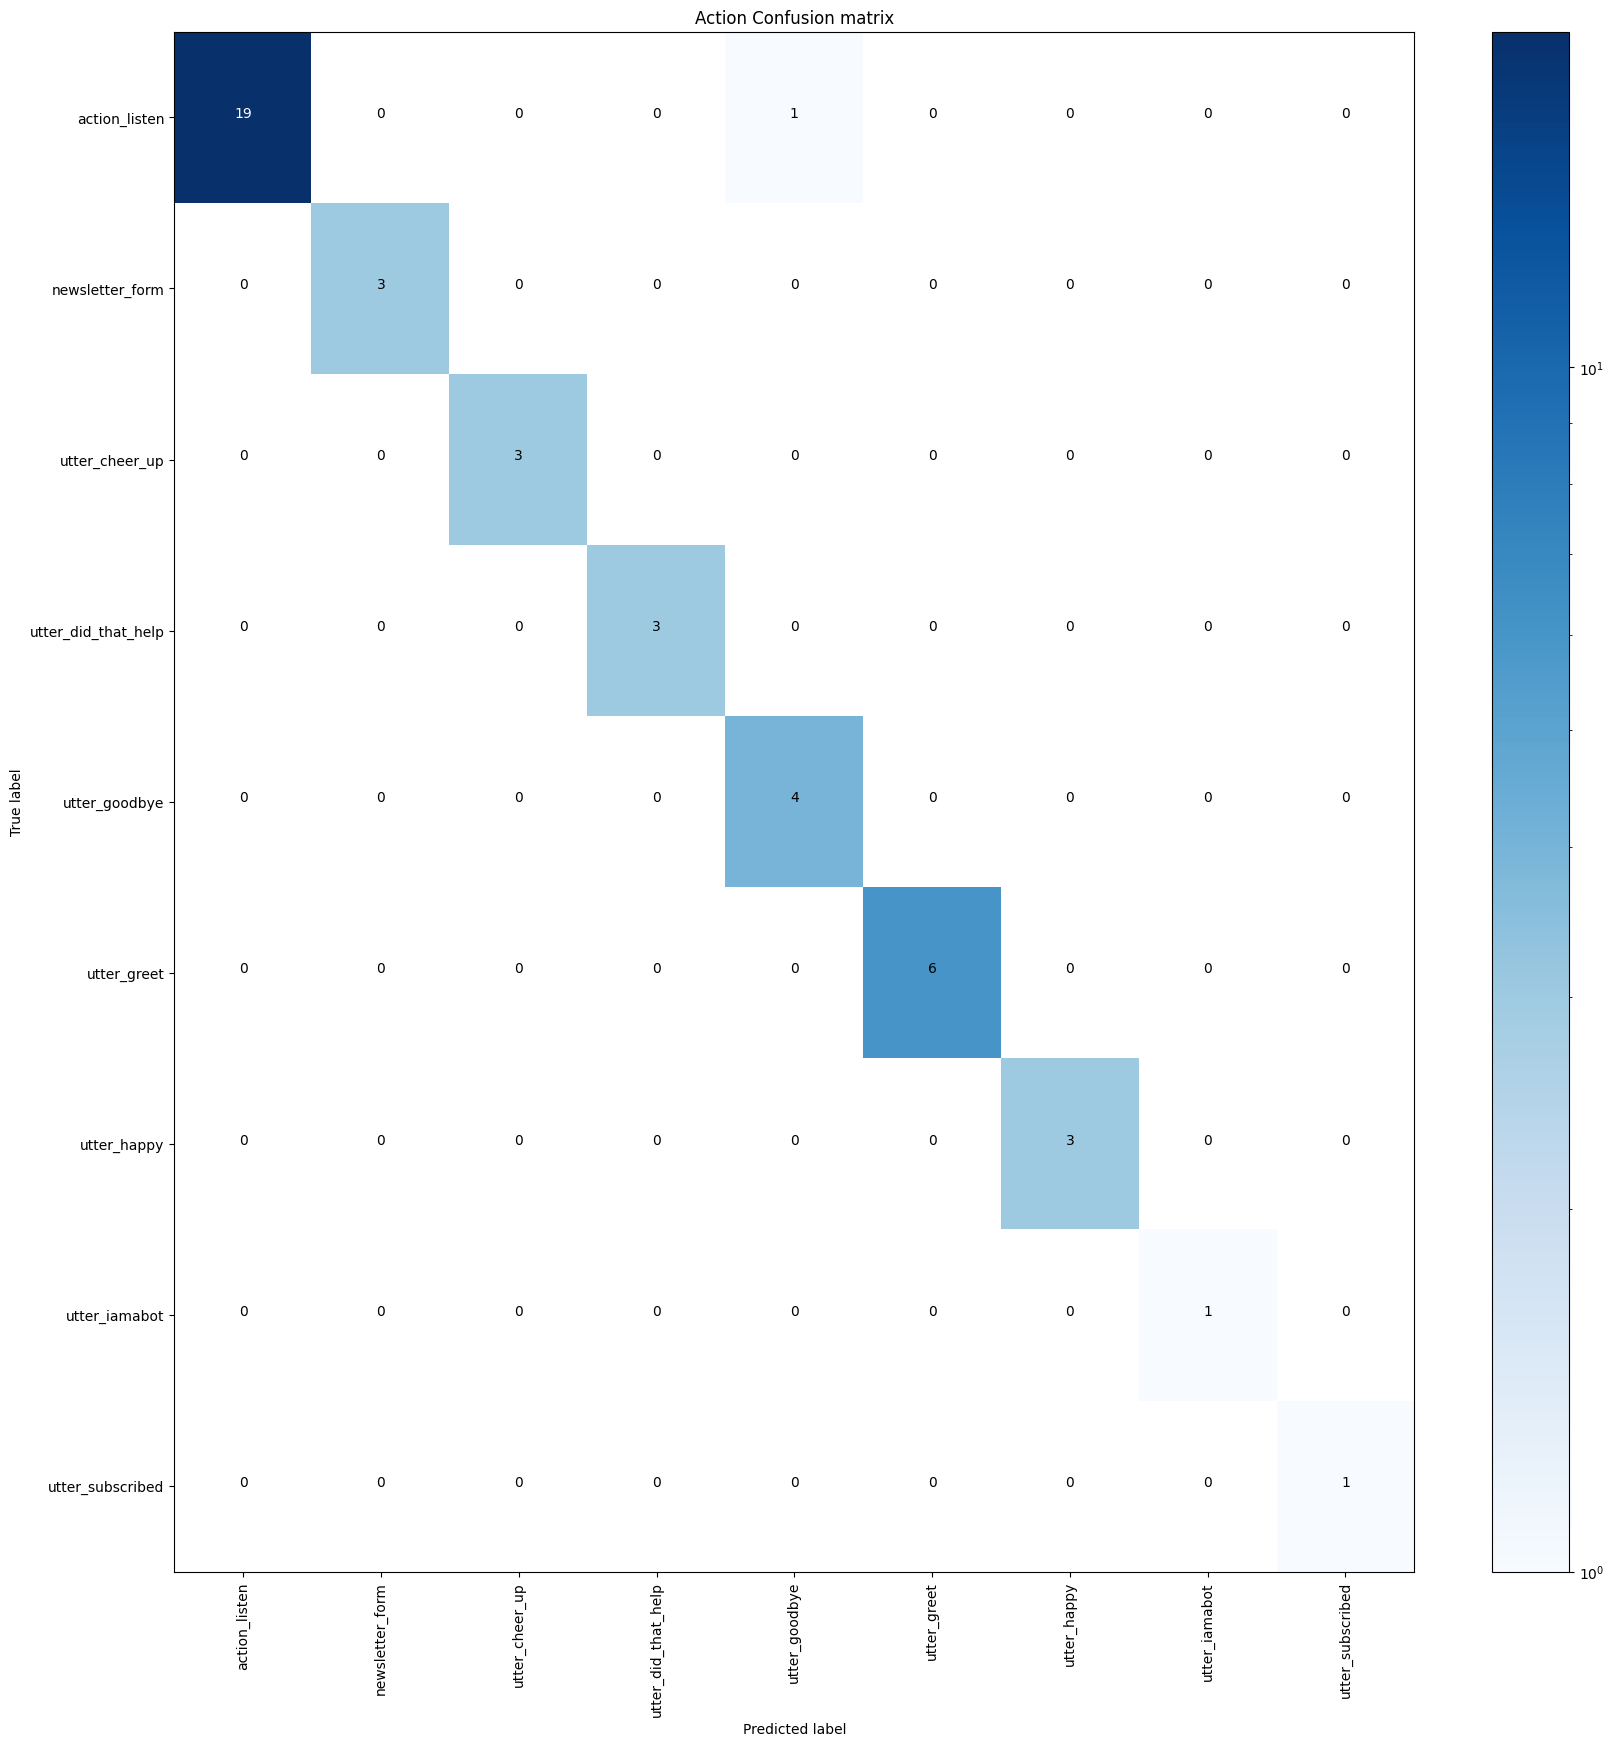 Action Confusion matrix
action_listen 19 0 0 0 1 0 0 0 0
newsletter_form 0 3 0 0 0 0 0 0 0
utter_cheer_up 0 0 3 0 0 0 0 0 0
utter_did_that_help 0 0 0 3 0 0 0 0 0
utter_goodbye 0 0 0 0 4 0 0 0 0
utter_greet 0 0 0 0 0 6 0 0 0
utter_happy 0 0 0 0 0 0 3 0 0
utter_iamabot 0 0 0 0 0 0 0 1 0
utter_subscribed 0 0 0 0 0 0 0 0 1
True label
action_listen
newsletter_form
utter_cheer_up
utter_did_that_help
utter_goodbye
utter_greet
utter_happy
utter_iamabot
utter_subscribed
Predicted label
10¹
10⁰